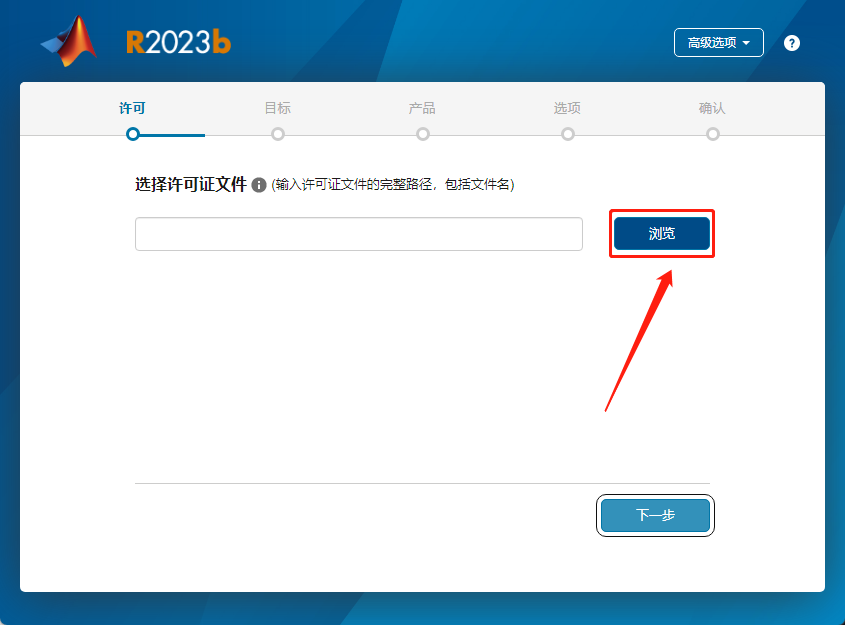 R2023b
高级选项
?
许可
目标
产品
选项
确认
选择许可证文件 i (输入许可证文件的完整路径，包括文件名)
浏览
下一步